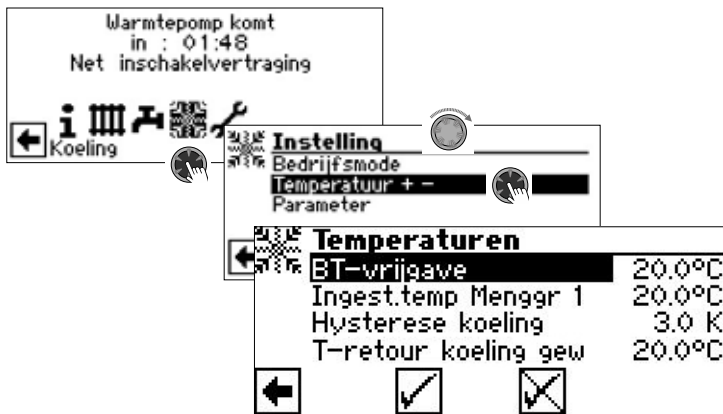 Warmtepomp komt
in : 01:48
Net inschakelvertraging
Koeling
Instelling
Bedrijfsmode
Temperatuur + -
Parameter
Temperaturen
BT-vrijgave 20.0°C
Ingest.temp Menggr 1 20.0°C
Hysterese koeling 3.0 K
T-retour koeling gew 20.0°C